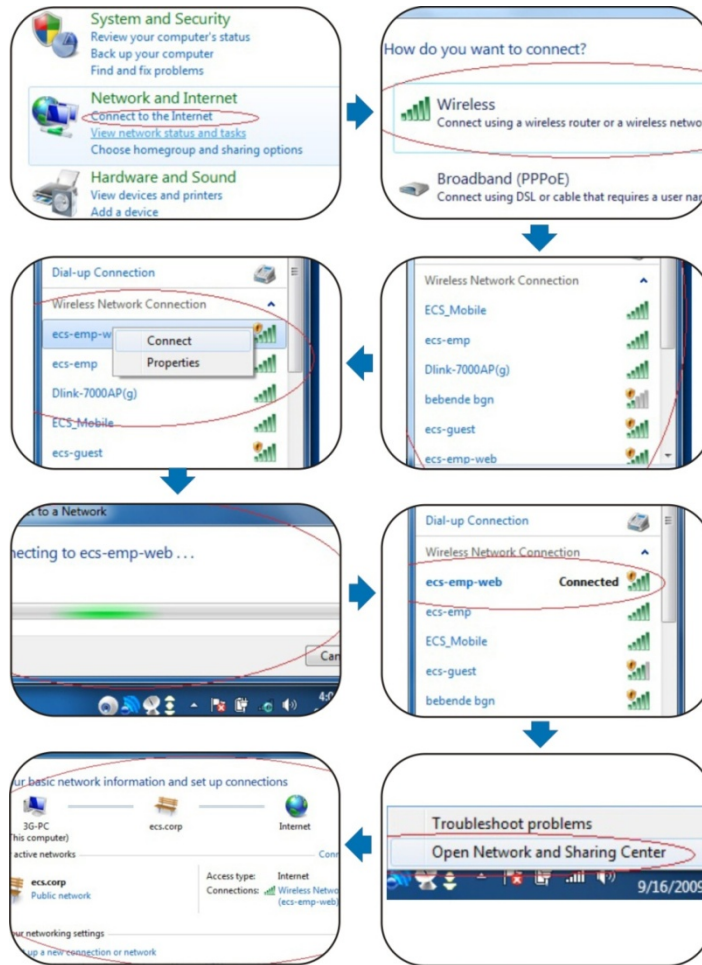 System and Security
Review your computer's status
Back up your computer
Find and fix problems
Network and Internet
Connect to the Internet
View network status and tasks
Choose homegroup and sharing options
Hardware and Sound
View devices and printers
Add a device
How do you want to connect?
Wireless
Connect using a wireless router or a wireless netwo
Broadband (PPPoE)
Connect using DSL or cable that requires a user nar
Wireless Network Connection
ECS_Mobile
ecs-emp
Dlink-7000AP(g)
bebende bgn
ecs-guest
ecs-emp-web
Dial-up Connection
Wireless Network Connection
ecs-emp-w
Connect
ecs-emp
Properties
Dlink-7000AP(g)
ECS_Mobile
ecs-guest
ct to a Network
necting to ecs-emp-web . . .
Can
Dial-up Connection
Wireless Network Connection
ecs-emp-web Connected
ecs-emp
ECS_Mobile
ecs-guest
bebende bgn
Troubleshoot problems
Open Network and Sharing Center
9/16/2009
ur basic network information and set up connections
3G-PC ecs.corp Internet
This computer)
active networks Conn
ecs.corp Access type: Internet
Public network Connections: Wireless Netwo
(ecs-emp-web)
ur networking settings
up a new connection or network